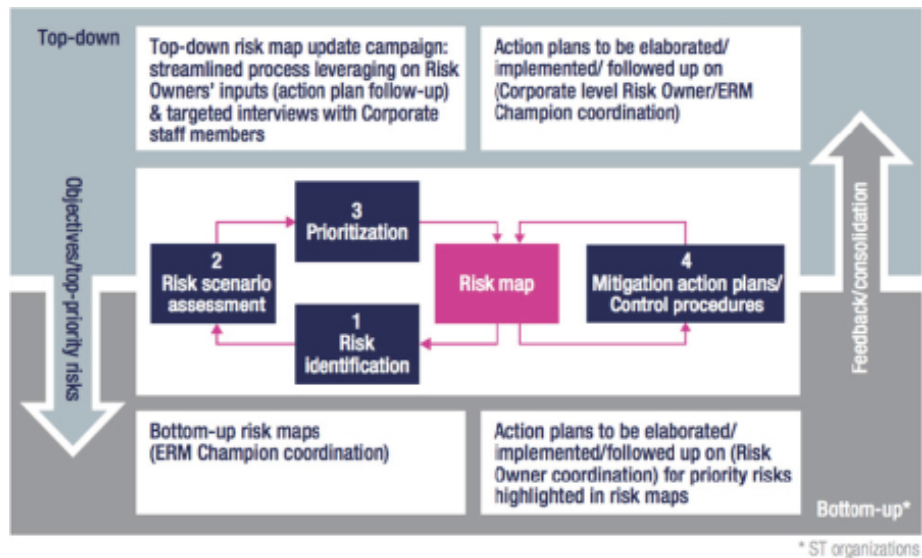 Top-down
Top-down risk map update campaign:
streamlined process leveraging on Risk
Owners' inputs (action plan follow-up)
& targeted interviews with Corporate
staff members
Action plans to be elaborated/
implemented/ followed up on
(Corporate level Risk Owner/ERM
Champion coordination)
Objectives/top-priority risks
3
Prioritization
2
Risk scenario
assessment
Risk map
4
Mitigation action plans/
Control procedures
1
Risk
identification
Feedback/consolidation
Bottom-up risk maps
(ERM Champion coordination)
Action plans to be elaborated/
implemented/followed up on (Risk
Owner coordination) for priority risks
highlighted in risk maps
Bottom-up*
* ST organizations